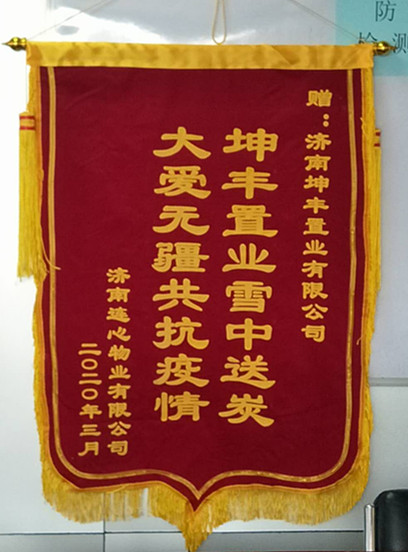 防
检测
赠：济南坤丰置业有限公司
坤丰置业雪中送炭
大爱无疆共抗疫情
济南莲心物业有限公司
二〇二〇年三月